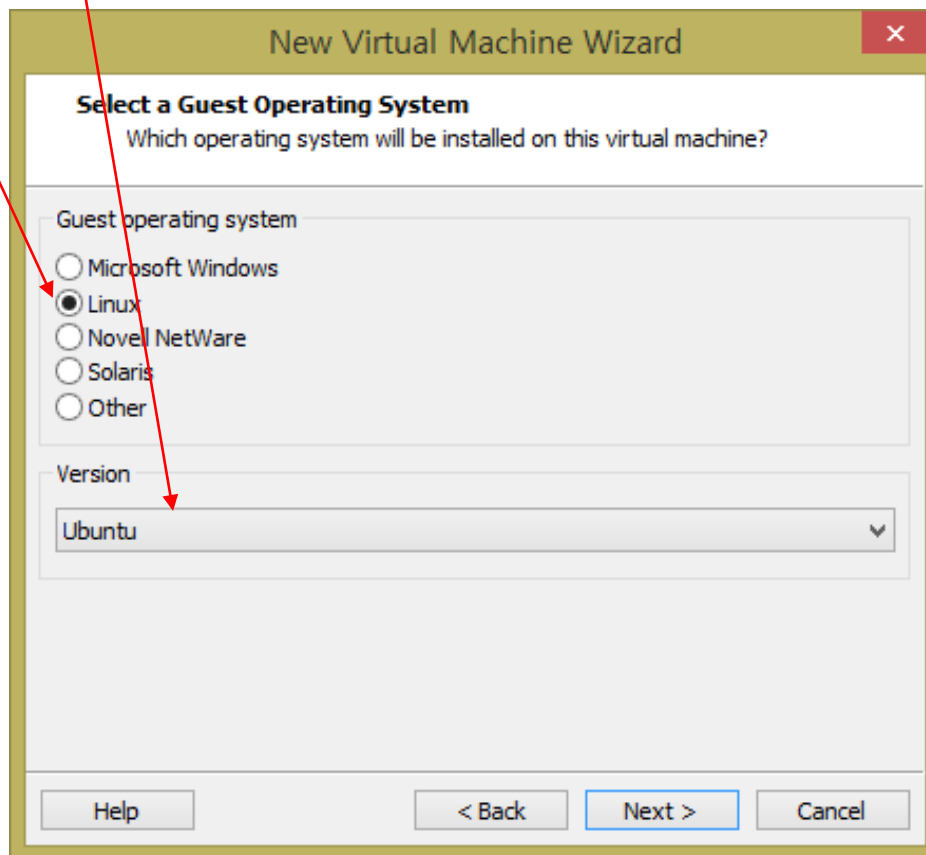 New Virtual Machine Wizard
Select a Guest Operating System
Which operating system will be installed on this virtual machine?
Guest operating system
Microsoft Windows
Linux
Novell NetWare
Solaris
Other
Version
Ubuntu
Help
< Back
Next >
Cancel